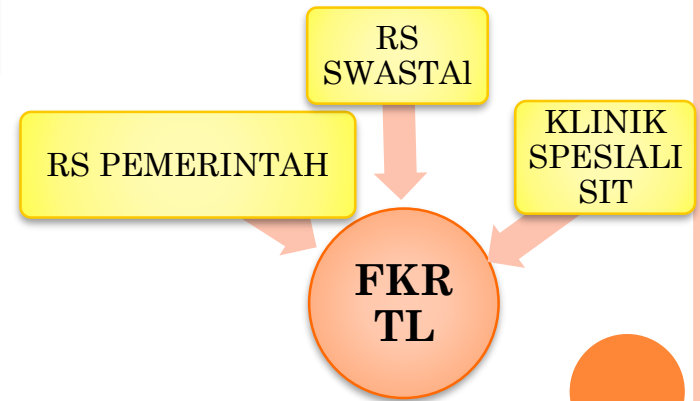 RS
SWASTAl
RS PEMERINTAH
KLINIK
SPESIALI
SIT
FKR
TL